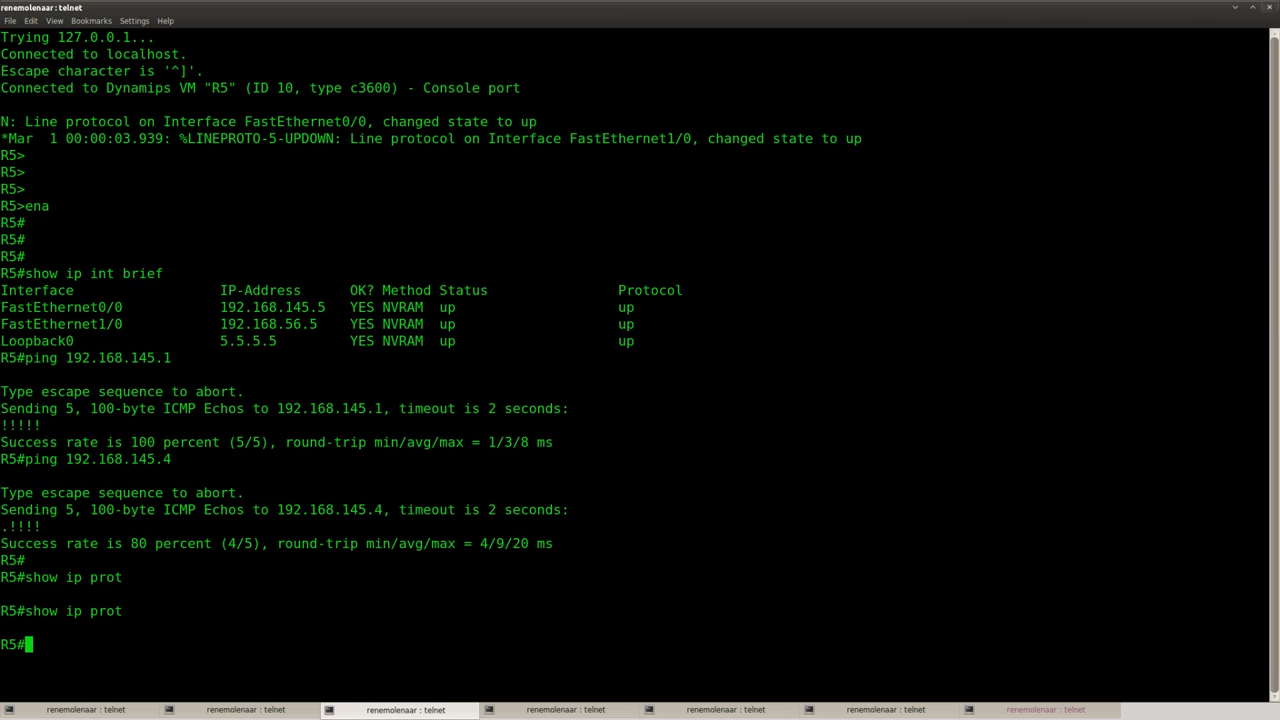 renemolenaar : telnet
File Edit View Bookmarks Settings Help
Trying 127.0.0.1...
Connected to localhost.
Escape character is '^]'.
Connected to Dynamips VM "R5" (ID 10, type c3600) - Console port
N: Line protocol on Interface FastEthernet0/0, changed state to up
*Mar  1 00:00:03.939: %LINEPROTO-5-UPDOWN: Line protocol on Interface FastEthernet1/0, changed state to up
R5>
R5>
R5>
R5>ena
R5#
R5#
R5#
R5#show ip int brief
Interface IP-Address OK? Method Status Protocol
FastEthernet0/0 192.168.145.5 YES NVRAM up up
FastEthernet1/0 192.168.56.5 YES NVRAM up up
Loopback0 5.5.5.5 YES NVRAM up up
R5#ping 192.168.145.1
Type escape sequence to abort.
Sending 5, 100-byte ICMP Echos to 192.168.145.1, timeout is 2 seconds:
!!!!!
Success rate is 100 percent (5/5), round-trip min/avg/max = 1/3/8 ms
R5#ping 192.168.145.4
Type escape sequence to abort.
Sending 5, 100-byte ICMP Echos to 192.168.145.4, timeout is 2 seconds:
.!!!!
Success rate is 80 percent (4/5), round-trip min/avg/max = 4/9/20 ms
R5#
R5#show ip prot
R5#show ip prot
R5#
renemolenaar : telnet renemolenaar : telnet renemolenaar : telnet renemolenaar : telnet renemolenaar : telnet renemolenaar : telnet renemolenaar : telnet